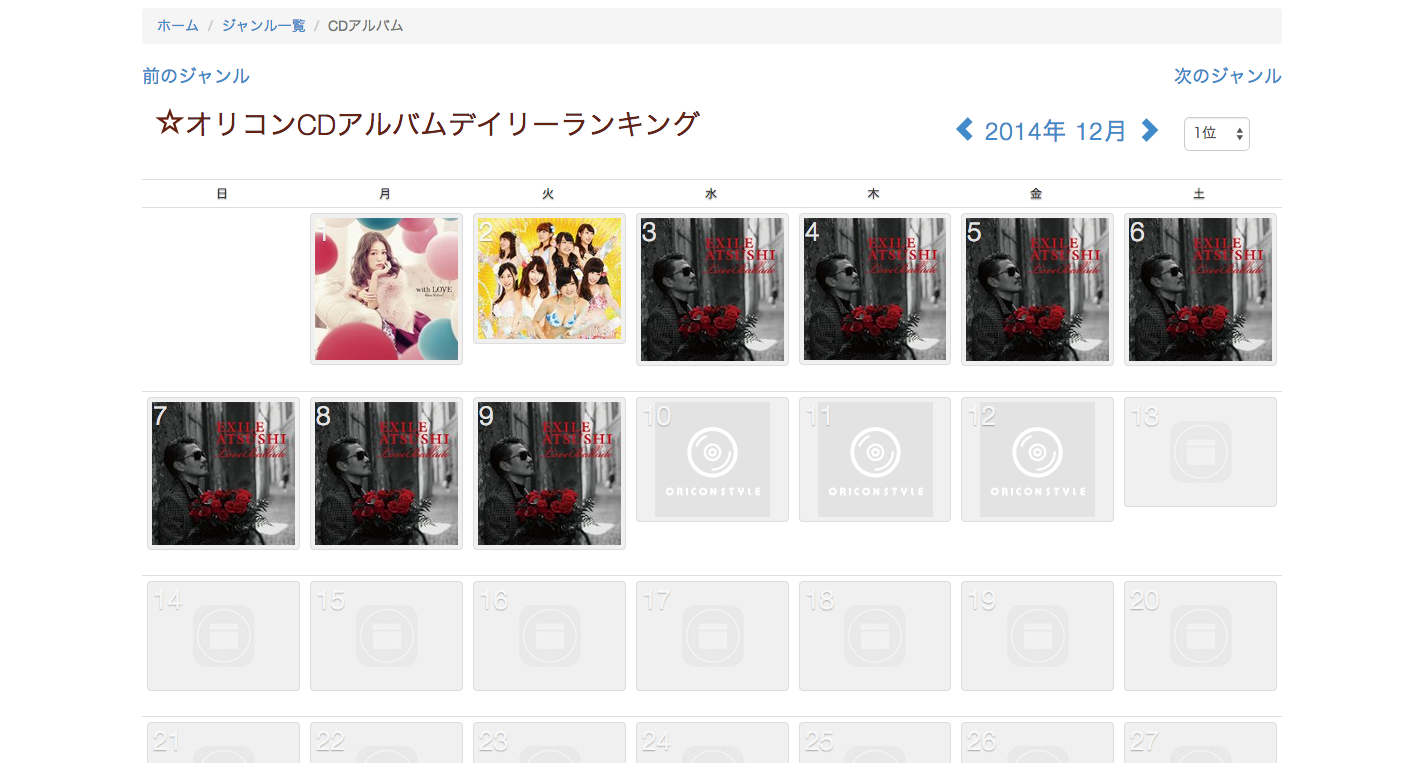 ホーム / ジャンル一覧 / CDアルバム
前のジャンル 次のジャンル
☆オリコンCDアルバムデイリーランキング 2014年 12月 1位
日 月 火 水 木 金 土
1 2 3 4 5 6
with LOVE
EXILE ATSUSHI Love Ballade
EXILE ATSUSHI Love Ballade
EXILE ATSUSHI Love Ballade
EXILE ATSUSHI Love Ballade
7 8 9 10 11 12 13
EXILE ATSUSHI Love Ballade
EXILE ATSUSHI Love Ballade
EXILE ATSUSHI Love Ballade
ORICON STYLE
ORICON STYLE
ORICON STYLE
14 15 16 17 18 19 20
21 22 23 24 25 26 27